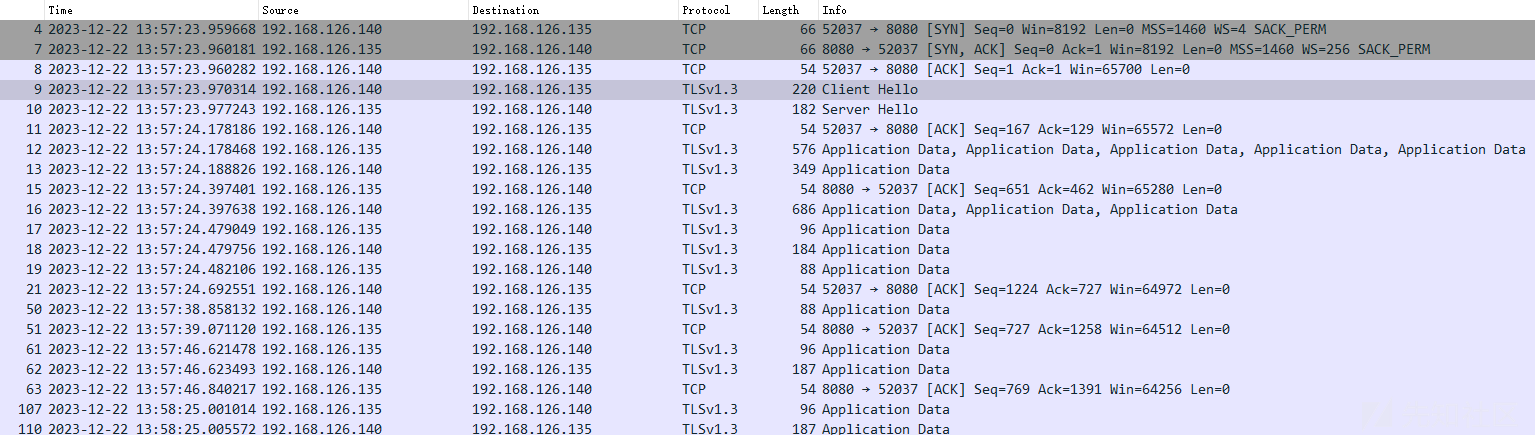 Time Source Destination Protocol Length Info
4 2023-12-22 13:57:23.959668 192.168.126.140 192.168.126.135 TCP 66 52037 → 8080 [SYN] Seq=0 Win=8192 Len=0 MSS=1460 WS=4 SACK_PERM
7 2023-12-22 13:57:23.960181 192.168.126.135 192.168.126.140 TCP 66 8080 → 52037 [SYN, ACK] Seq=0 Ack=1 Win=8192 Len=0 MSS=1460 WS=256 SACK_PERM
8 2023-12-22 13:57:23.960282 192.168.126.140 192.168.126.135 TCP 54 52037 → 8080 [ACK] Seq=1 Ack=1 Win=65700 Len=0
9 2023-12-22 13:57:23.970314 192.168.126.140 192.168.126.135 TLSv1.3 220 Client Hello
10 2023-12-22 13:57:23.977243 192.168.126.135 192.168.126.140 TLSv1.3 182 Server Hello
11 2023-12-22 13:57:24.178186 192.168.126.140 192.168.126.135 TCP 54 52037 → 8080 [ACK] Seq=167 Ack=129 Win=65572 Len=0
12 2023-12-22 13:57:24.178468 192.168.126.135 192.168.126.140 TLSv1.3 576 Application Data, Application Data, Application Data, Application Data, Application Data
13 2023-12-22 13:57:24.188826 192.168.126.140 192.168.126.135 TLSv1.3 349 Application Data
15 2023-12-22 13:57:24.397401 192.168.126.135 192.168.126.140 TCP 54 8080 → 52037 [ACK] Seq=651 Ack=462 Win=65280 Len=0
16 2023-12-22 13:57:24.397638 192.168.126.140 192.168.126.135 TLSv1.3 686 Application Data, Application Data, Application Data
17 2023-12-22 13:57:24.479049 192.168.126.135 192.168.126.140 TLSv1.3 96 Application Data
18 2023-12-22 13:57:24.479756 192.168.126.140 192.168.126.135 TLSv1.3 184 Application Data
19 2023-12-22 13:57:24.482106 192.168.126.135 192.168.126.140 TLSv1.3 88 Application Data
21 2023-12-22 13:57:24.692551 192.168.126.140 192.168.126.135 TCP 54 52037 → 8080 [ACK] Seq=1224 Ack=727 Win=64972 Len=0
50 2023-12-22 13:57:38.858132 192.168.126.140 192.168.126.135 TLSv1.3 88 Application Data
51 2023-12-22 13:57:39.071120 192.168.126.135 192.168.126.140 TCP 54 8080 → 52037 [ACK] Seq=727 Ack=1258 Win=64512 Len=0
61 2023-12-22 13:57:46.621478 192.168.126.135 192.168.126.140 TLSv1.3 96 Application Data
62 2023-12-22 13:57:46.623493 192.168.126.140 192.168.126.135 TLSv1.3 187 Application Data
63 2023-12-22 13:57:46.840217 192.168.126.135 192.168.126.140 TCP 54 8080 → 52037 [ACK] Seq=769 Ack=1391 Win=64256 Len=0
107 2023-12-22 13:58:25.001014 192.168.126.135 192.168.126.140 TLSv1.3 96 Application Data
110 2023-12-22 13:58:25.005572 192.168.126.140 192.168.126.135 TLSv1.3 187 Application Data